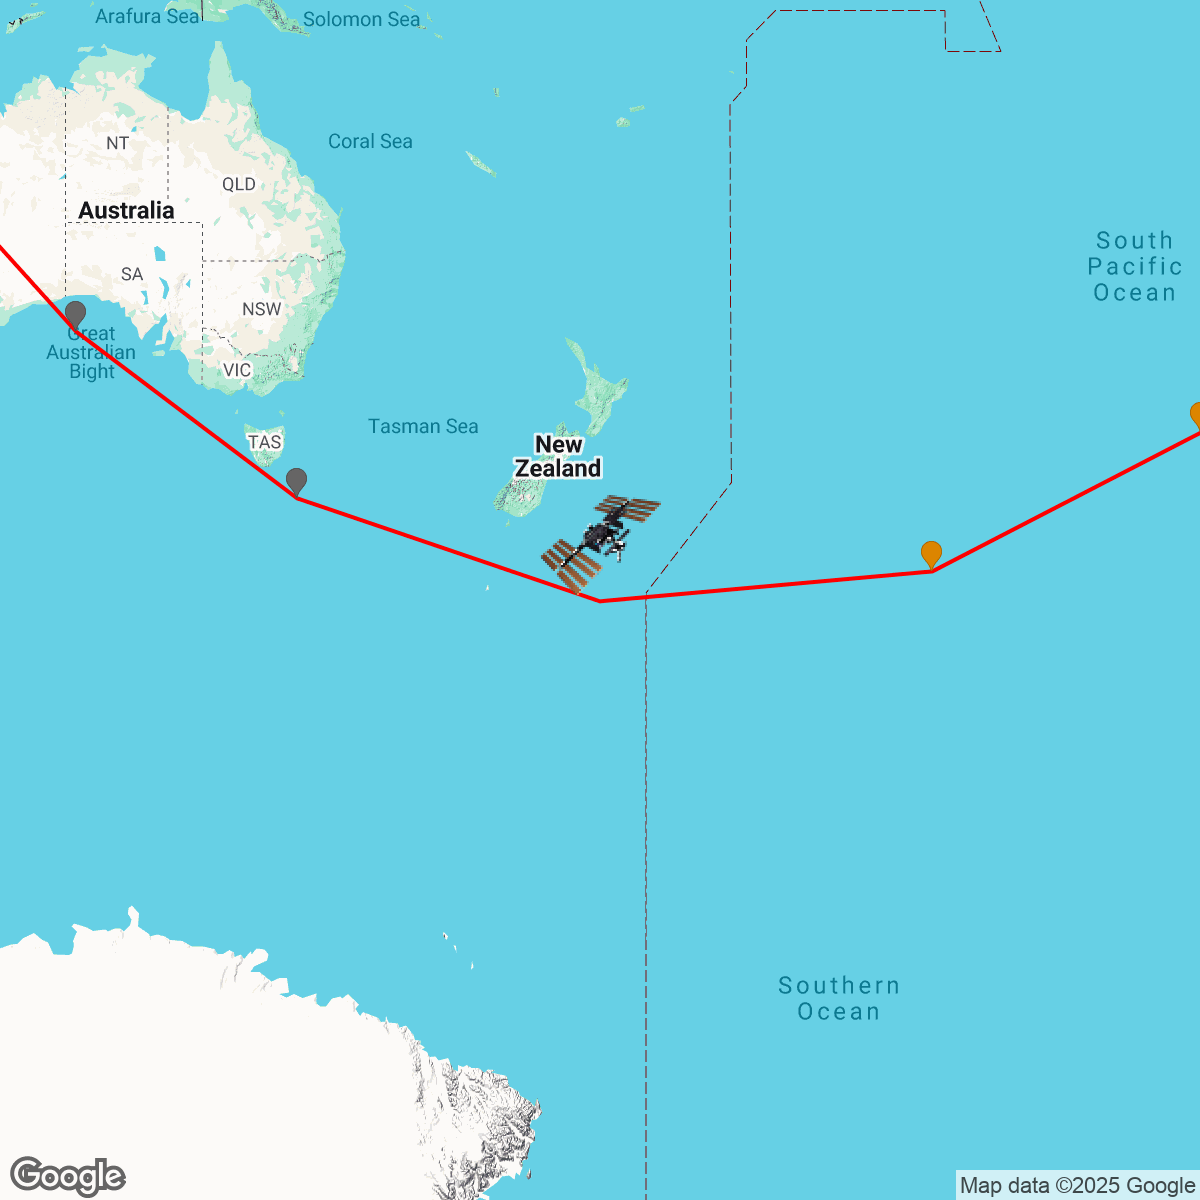 Arafura Sea
Solomon Sea
NT
Coral Sea
QLD
Australia
South
Pacific
Ocean
SA
NSW
Great
Australian
Bight
VIC
Tasman Sea
TAS
New
Zealand
Southern
Ocean
Google
Map data ©2025 Google